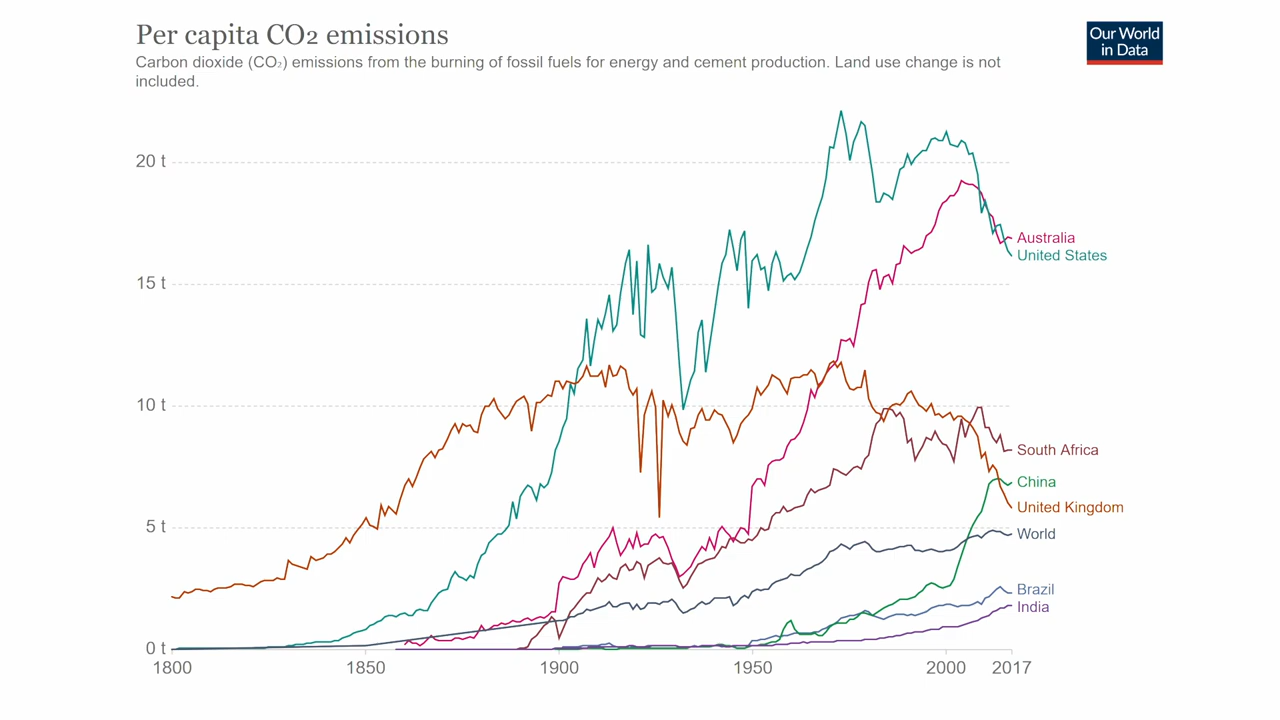 Per capita CO₂ emissions
Our World
in Data
Carbon dioxide (CO₂) emissions from the burning of fossil fuels for energy and cement production. Land use change is not
included.
20 t
15 t
10 t
5 t
0 t
Australia
United States
South Africa
China
United Kingdom
World
Brazil
India
1800
1850
1900
1950
2000
2017